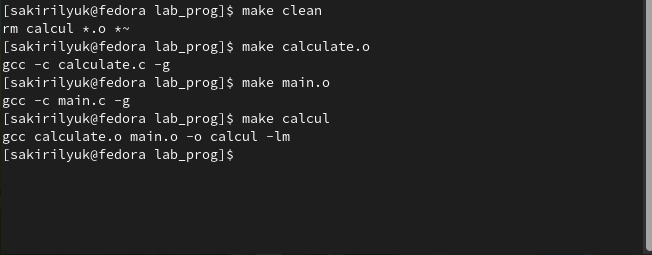 [sakirilyuk@fedora lab_prog]$ make clean
rm calcul *.o *~
[sakirilyuk@fedora lab_prog]$ make calculate.o
gcc -c calculate.c -g
[sakirilyuk@fedora lab_prog]$ make main.o
gcc -c main.c -g
[sakirilyuk@fedora lab_prog]$ make calcul
gcc calculate.o main.o -o calcul -lm
[sakirilyuk@fedora lab_prog]$